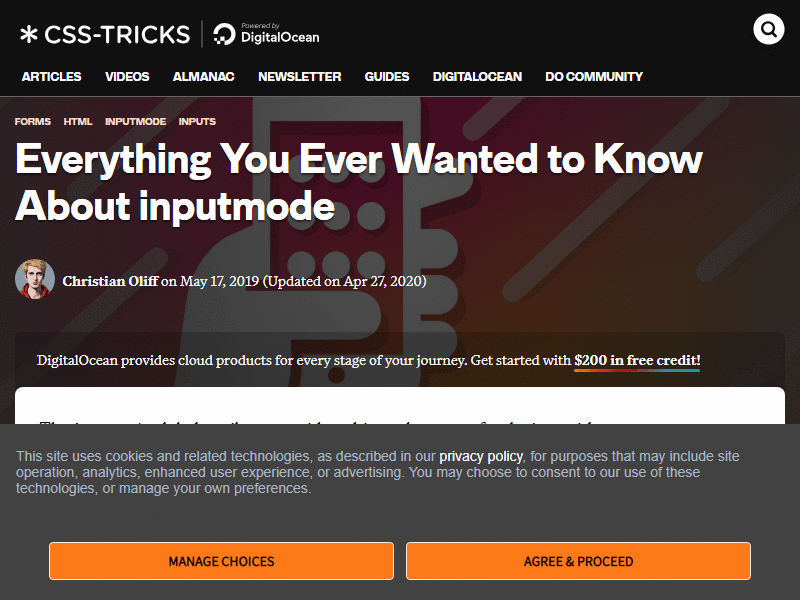 CSS-TRICKS
Powered by
DigitalOcean
ARTICLES VIDEOS ALMANAC NEWSLETTER GUIDES DIGITALOCEAN DO COMMUNITY
FORMS HTML INPUTMODE INPUTS
Everything You Ever Wanted to Know
About inputmode
Christian Oliff on May 17, 2019 (Updated on Apr 27, 2020)
DigitalOcean provides cloud products for every stage of your journey. Get started with $200 in free credit!
This site uses cookies and related technologies, as described in our privacy policy, for purposes that may include site
operation, analytics, enhanced user experience, or advertising. You may choose to consent to our use of these
technologies, or manage your own preferences.
MANAGE CHOICES
AGREE & PROCEED